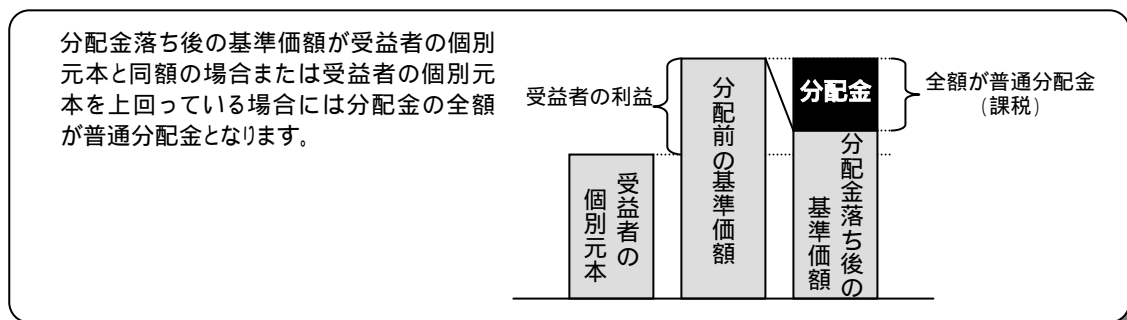 分配金落ち後の基準価額が受益者の個別
元本と同額の場合または受益者の個別元
本を上回っている場合には分配金の全額
が普通分配金となります。
受益者の利益
受益者の
個別元本
分配前の基準価額
分配金
分配金落ち後の
基準価額
全額が普通分配金
(課税)